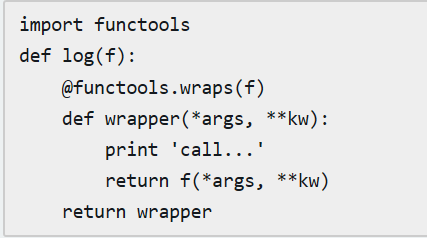 import functools
def log(f):
    @functools.wraps(f)
    def wrapper(*args, **kw):
        print 'call...'
        return f(*args, **kw)
    return wrapper